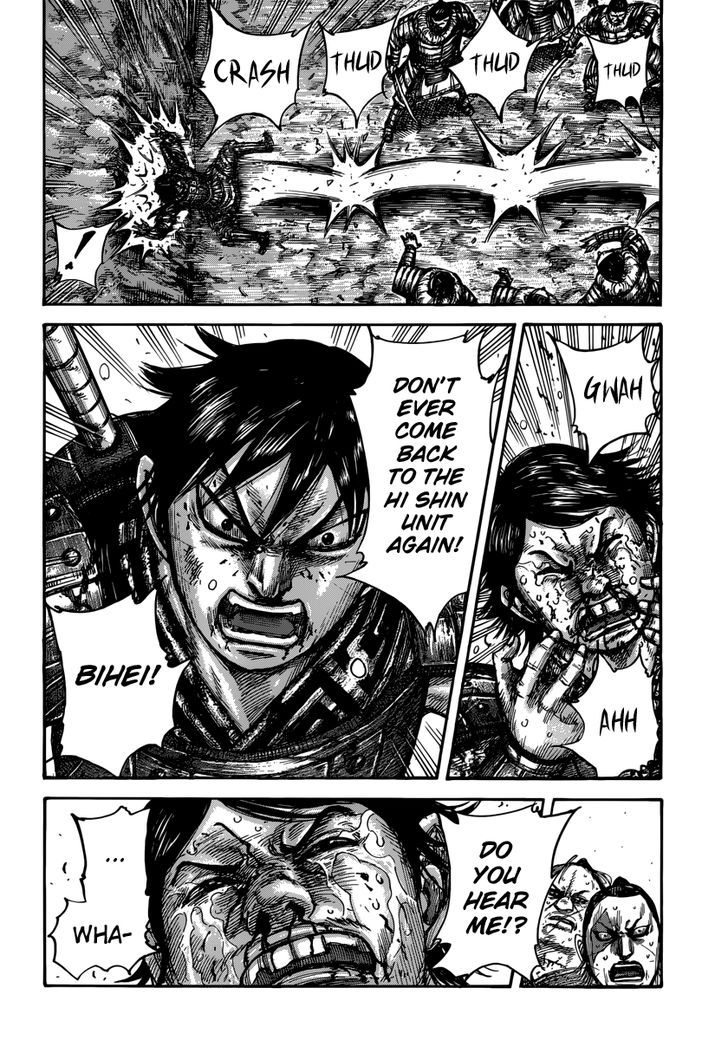 THUD
THUD
THUD
CRASH
!
GWAH
AHH
DON'T
EVER
COME
BACK
TO THE
HI SHIN
UNIT
AGAIN!
BIHEI!
DO
YOU
HEAR
ME!?
...
WHA-